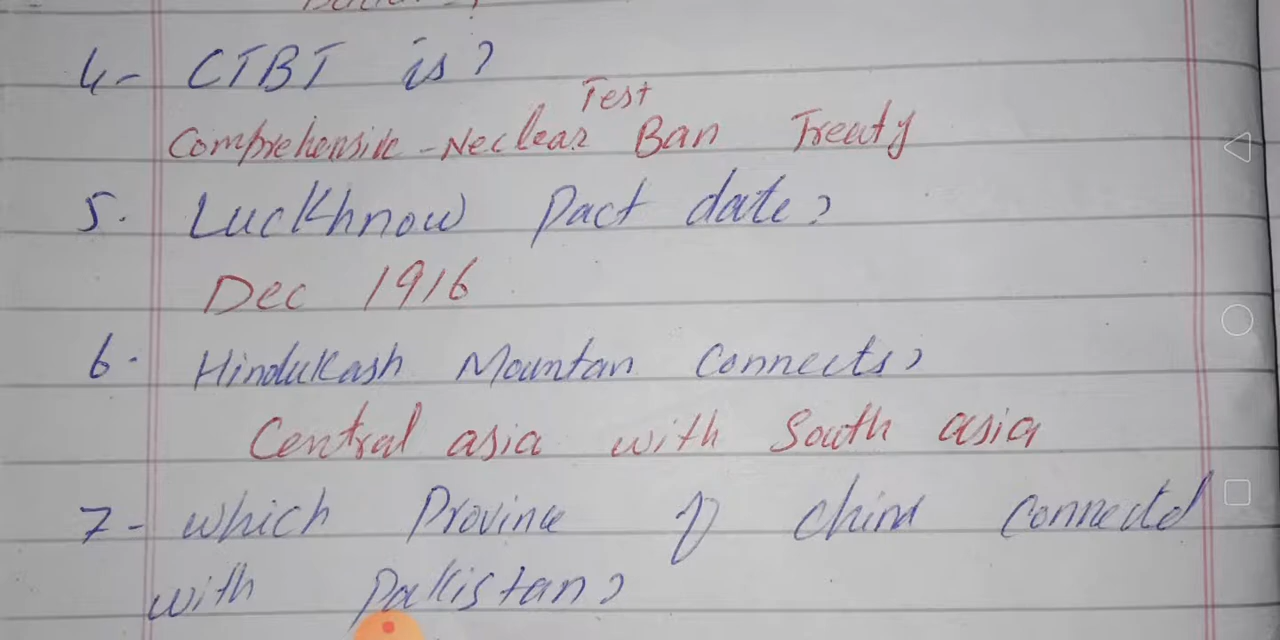 4- CTBT is?
Test
Comprehensive-Neclear Ban Treaty
5. Luckhnow Pact date?
Dec 1916
6. Hindukash Mountan Connects?
Central asia with South asia
7- which Province of china Connected
with Pakistan?